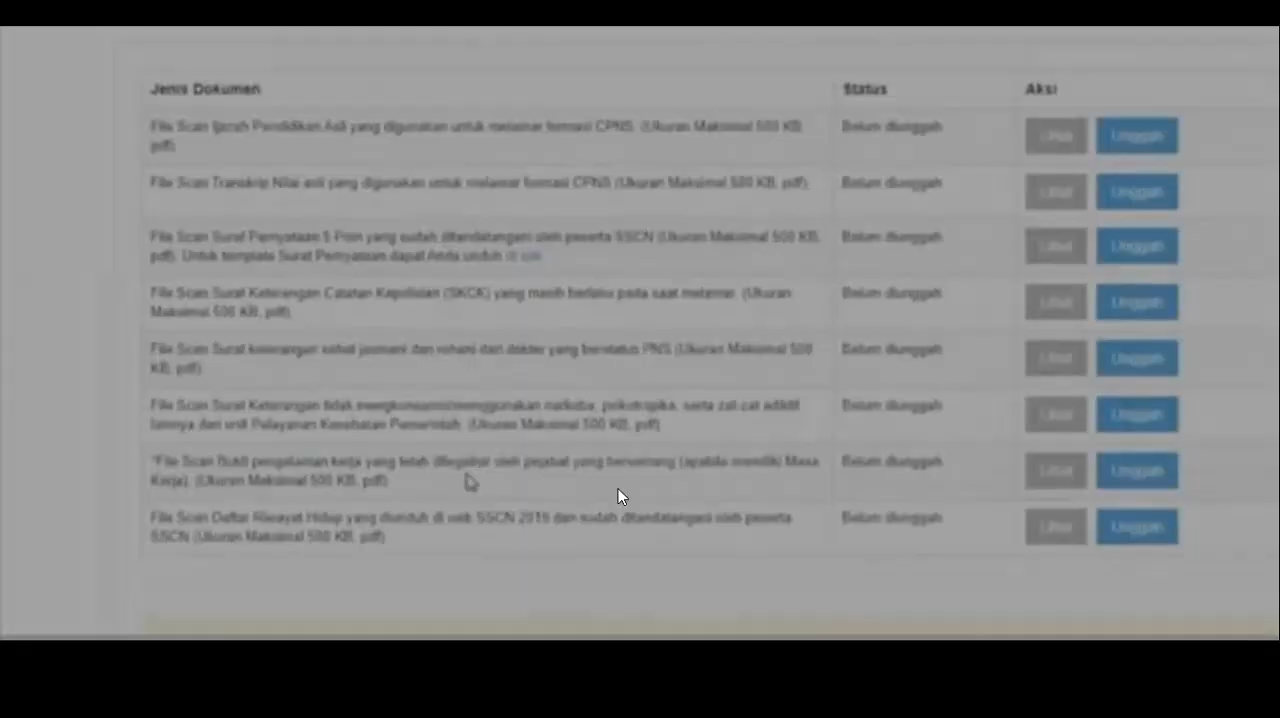 Jenis Dokumen Status Aksi
File Scan Ijazah Pendidikan Asli yang digunakan untuk melamar formasi CPNS. (Ukuran Maksimal 500 KB, Belum diunggah Lihat Unggah
pdf)
File Scan Transkrip Nilai asli yang digunakan untuk melamar formasi CPNS (Ukuran Maksimal 500 KB, pdf) Belum diunggah Lihat Unggah
File Scan Surat Pernyataan 5 Poin yang sudah ditandatangani oleh peserta SSCN (Ukuran Maksimal 500 KB, Belum diunggah Lihat Unggah
pdf). Untuk template Surat Pernyataan dapat Anda unduh di sini
File Scan Surat Keterangan Catatan Kepolisian (SKCK) yang masih berlaku pada saat melamar. (Ukuran Belum diunggah Lihat Unggah
Maksimal 500 KB, pdf)
File Scan Surat keterangan sehat jasmani dan rohani dari dokter yang berstatus PNS (Ukuran Maksimal 500 Belum diunggah Lihat Unggah
KB, pdf)
File Scan Surat Keterangan tidak mengkonsumsi/menggunakan narkoba, psikotropika, serta zat-zat adiktif Belum diunggah Lihat Unggah
lainnya dari unit Pelayanan Kesehatan Pemerintah. (Ukuran Maksimal 500 KB, pdf)
*File Scan Bukti pengalaman kerja yang telah dilegalisir oleh pejabat yang berwenang (apabila memiliki Masa Belum diunggah Lihat Unggah
Kerja). (Ukuran Maksimal 500 KB, pdf)
File Scan Daftar Riwayat Hidup yang diunduh di web SSCN 2018 dan sudah ditandatangani oleh peserta Belum diunggah Lihat Unggah
SSCN (Ukuran Maksimal 500 KB, pdf)